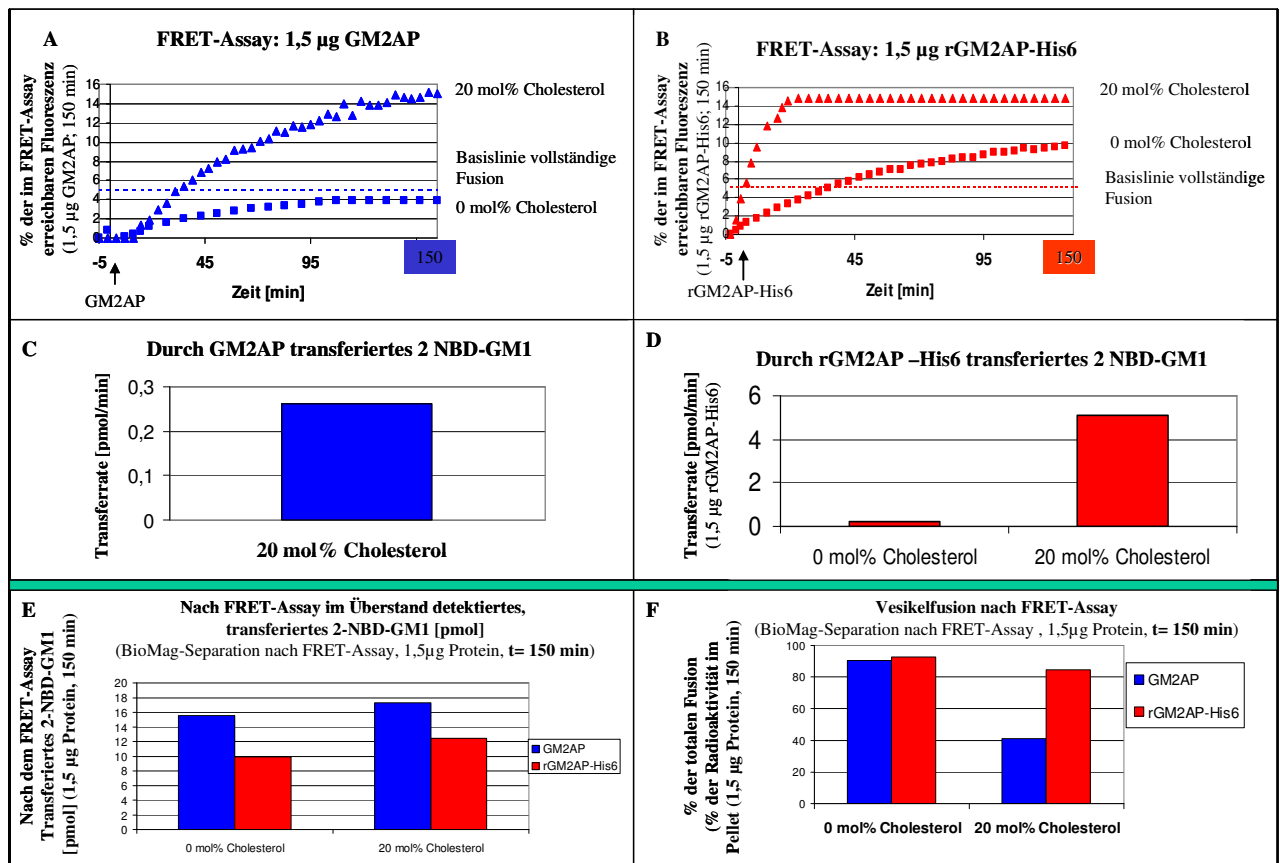 A
FRET-Assay: 1,5 µg GM2AP
% der im FRET-Assay
erreichbaren Fluoreszenz
(1,5 µg GM2AP; 150 min)
16
14
12
10
8
6
4
2
0
-5
45
95
150
20 mol% Cholesterol
Basislinie vollständige
Fusion
0 mol% Cholesterol
GM2AP
Zeit [min]
B
FRET-Assay: 1,5 µg rGM2AP-His6
% der im FRET-Assay
erreichbaren Fluoreszenz
(1,5 µg rGM2AP-His6; 150 min)
16
14
12
10
8
6
4
2
0
-5
45
95
150
20 mol% Cholesterol
0 mol% Cholesterol
Basislinie vollständige
Fusion
rGM2AP-His6
Zeit [min]
C
Durch GM2AP transferiertes 2 NBD-GM1
Transferrate [pmol/min]
0,3
0,2
0,1
0
20 mol% Cholesterol
D
Durch rGM2AP –His6 transferiertes 2 NBD-GM1
Transferrate [pmol/min]
(1,5 µg rGM2AP-His6)
6
4
2
0
0 mol% Cholesterol
20 mol% Cholesterol
E
Nach FRET-Assay im Überstand detektiertes,
transferiertes 2-NBD-GM1 [pmol]
(BioMag-Separation nach FRET-Assay, 1,5µg Protein, t= 150 min)
Nach dem FRET-Assay
Transferiertes 2-NBD-GM1
[pmol] (1,5 µg Protein, 150 min)
20
18
16
14
12
10
8
6
4
2
0
0 mol% Cholesterol
20 mol% Cholesterol
GM2AP
rGM2AP-His6
F
Vesikelfusion nach FRET-Assay
(BioMag-Separation nach FRET-Assay , 1,5µg Protein, t= 150 min)
% der totalen Fusion
(% der Radioaktivität im
Pellet (1,5 µg Protein, 150 min)
100
80
60
40
20
0
0 mol% Cholesterol
20 mol% Cholesterol
GM2AP
rGM2AP-His6